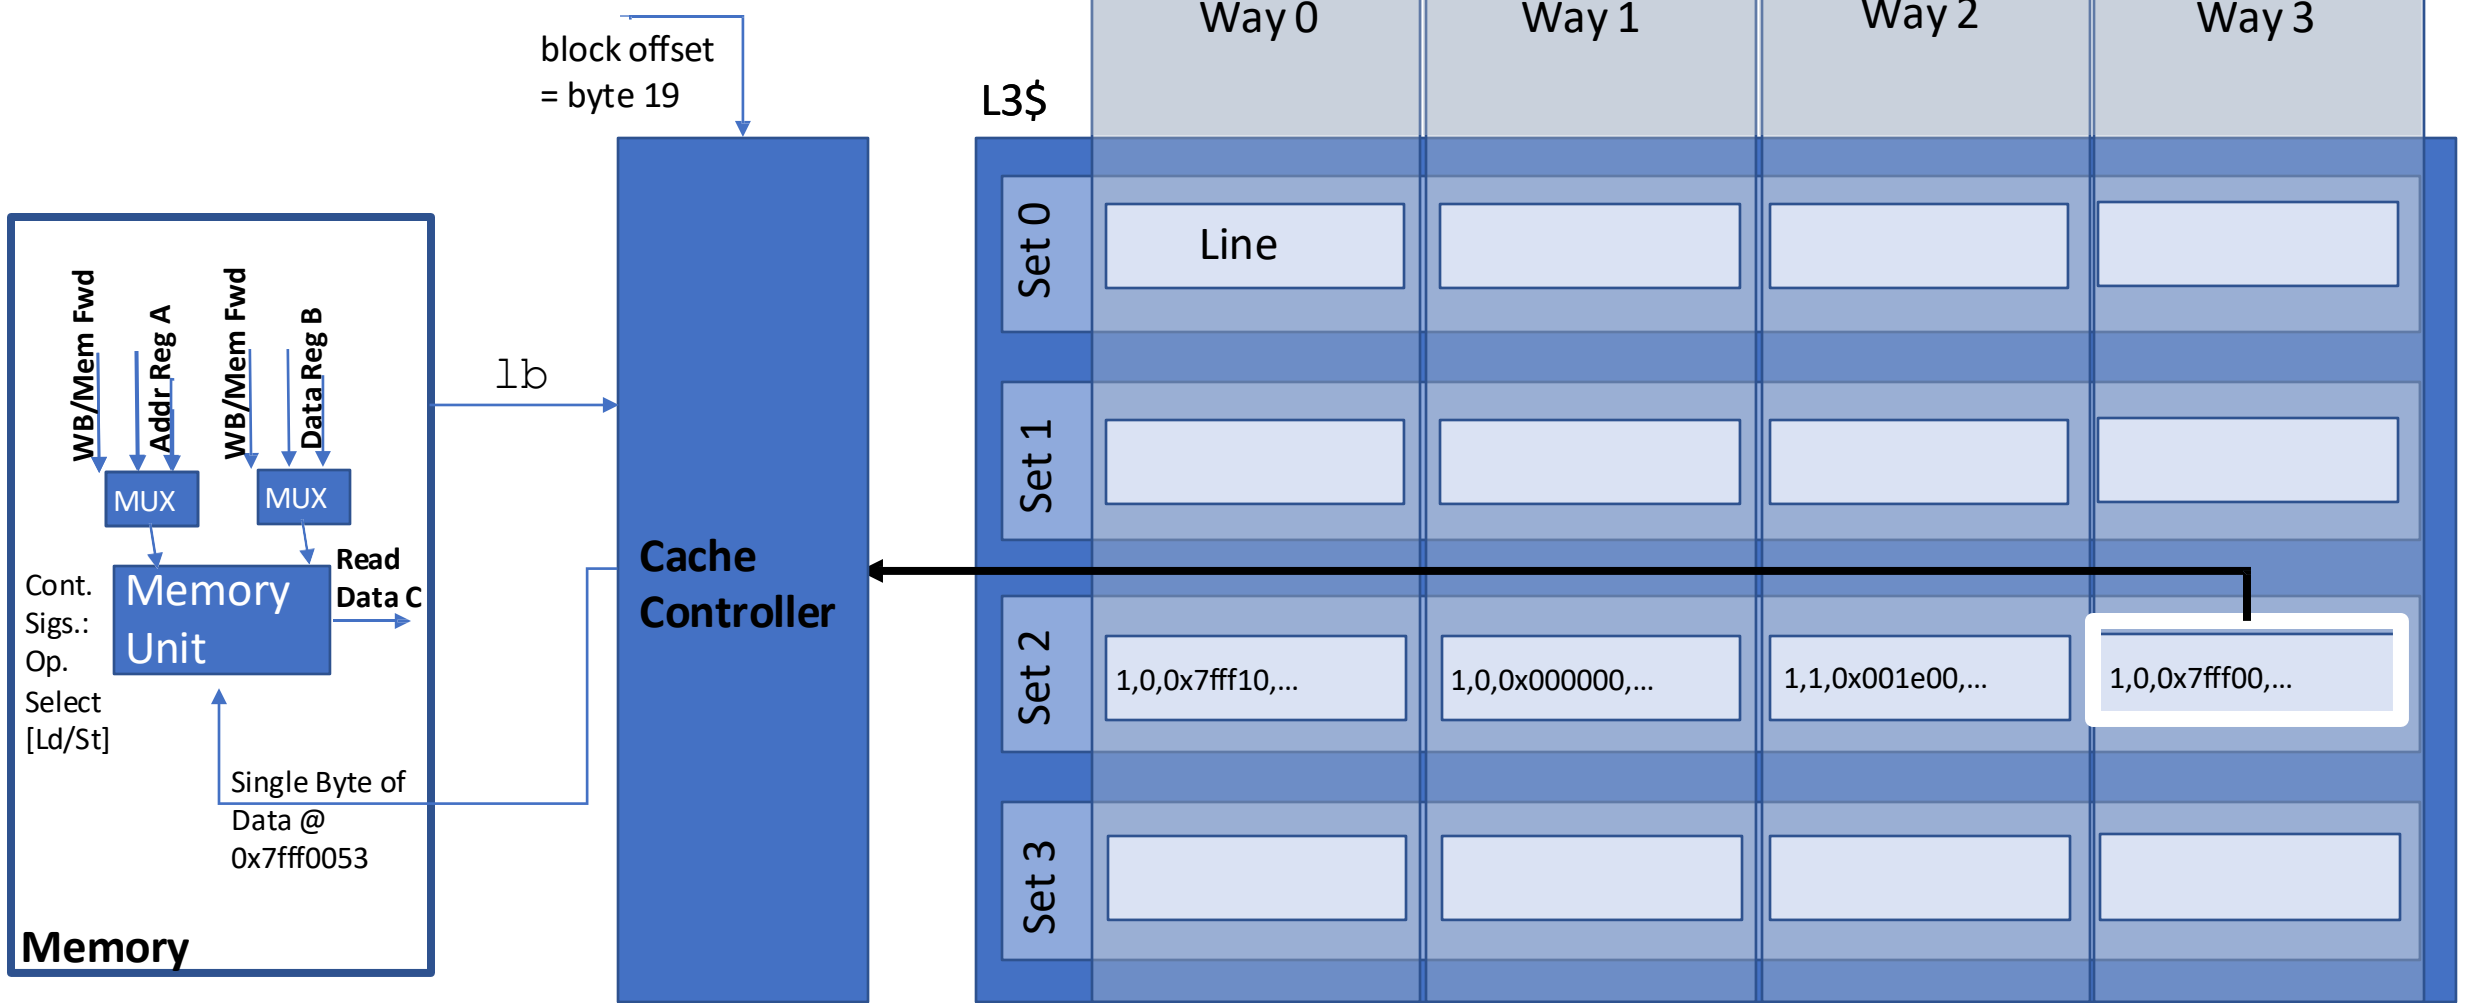 Way 0
Way 1
Way 2
Way 3
block offset
= byte 19
L3$
Set 0
Line
WB/Mem Fwd
Addr Reg A
WB/Mem Fwd
Data Reg B
lb
Set 1
MUX
MUX
Read
Data C
Cont.
Sigs.:
Op.
Select
[Ld/St]
Memory
Unit
Cache
Controller
Set 2
1,0,0x7fff10,...
1,0,0x000000,...
1,1,0x001e00,...
1,0,0x7fff00,...
Single Byte of
Data @
0x7fff0053
Set 3
Memory